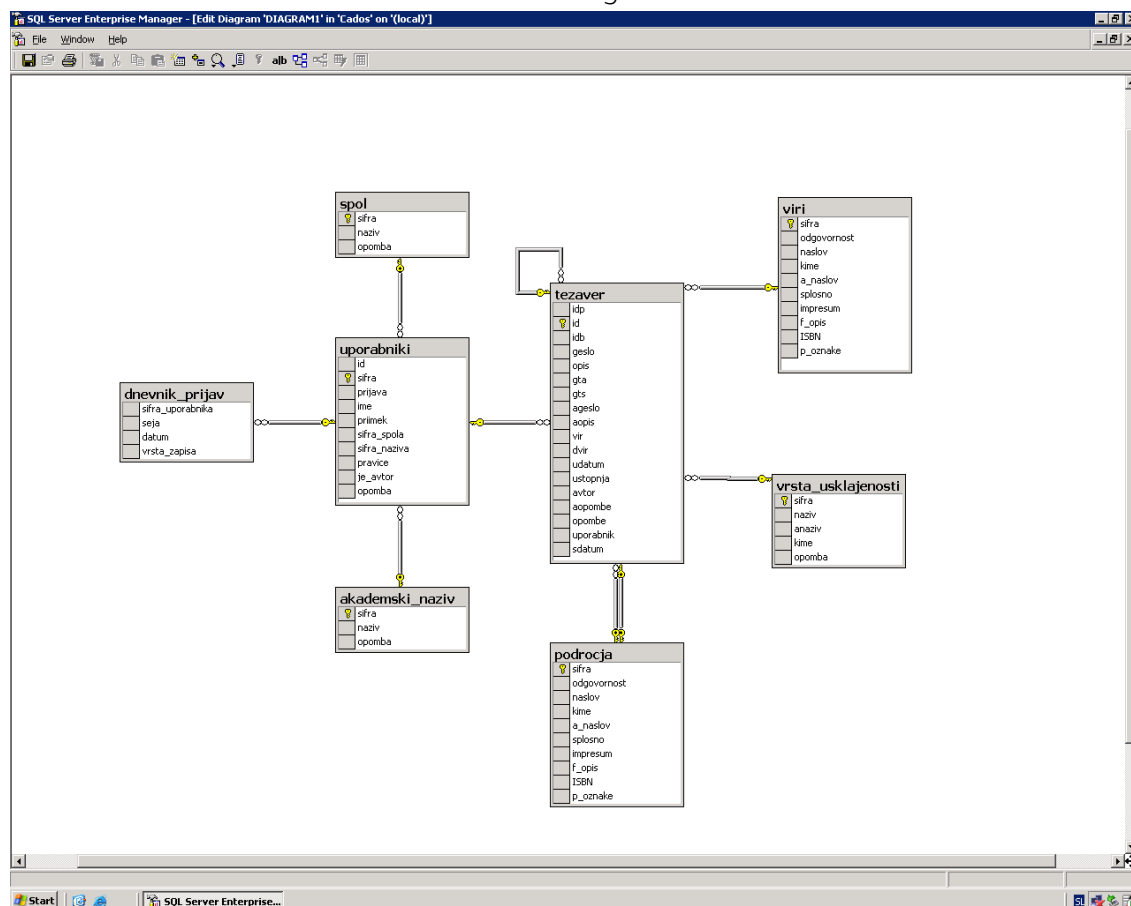 SQL Server Enterprise Manager - [Edit Diagram 'DIAGRAM1' in 'Cados' on '(local)']
File Window Help
spol
sifra
naziv
opomba
viri
sifra
odgovornost
naslov
kime
a_naslov
splosno
impresum
f_opis
ISBN
p_oznake
tezaver
idp
id
idb
geslo
opis
gta
gts
ageslo
aopis
vir
dvir
udatum
ustopnja
avtor
aopombe
opombe
uporabnik
sdatum
uporabniki
id
sifra
prijava
ime
priimek
sifra_spola
sifra_naziva
pravice
je_avtor
opomba
dnevnik_prijav
sifra_uporabnika
seja
datum
vrsta_zapisa
vrsta_usklajenosti
sifra
naziv
anaziv
kime
opomba
akademski_naziv
sifra
naziv
opomba
podrocja
sifra
odgovornost
naslov
kime
a_naslov
splosno
impresum
f_opis
ISBN
p_oznake
Start
SQL Server Enterprise...
SL